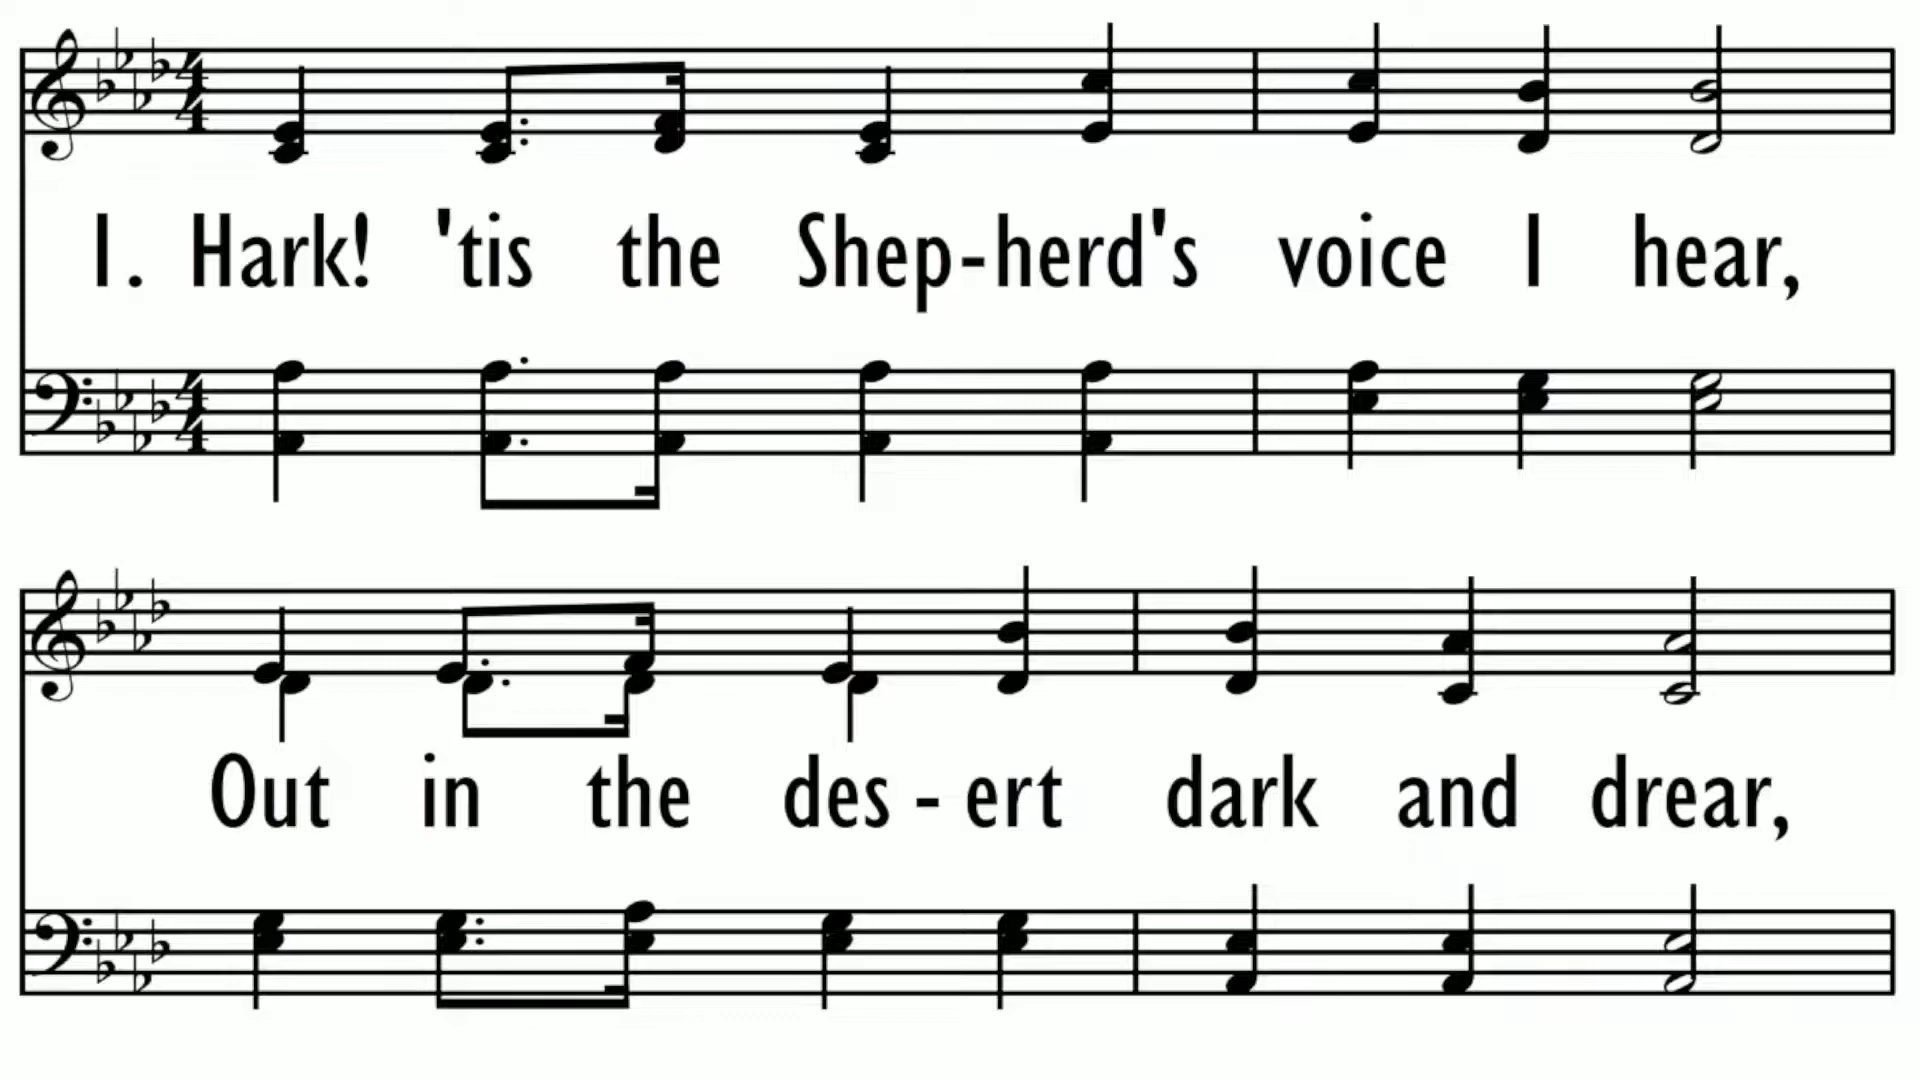 1. Hark! 'tis the Shep-herd's voice I hear,
Out in the des - ert dark and drear,